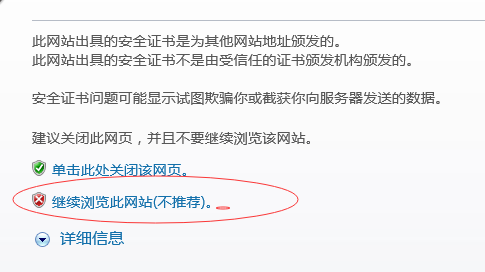 此网站出具的安全证书是为其他网站地址颁发的。
此网站出具的安全证书不是由受信任的证书颁发机构颁发的。
安全证书问题可能显示试图欺骗你或截获你向服务器发送的数据。
建议关闭此网页，并且不要继续浏览该网站。
单击此处关闭该网页。
继续浏览此网站(不推荐)。
详细信息